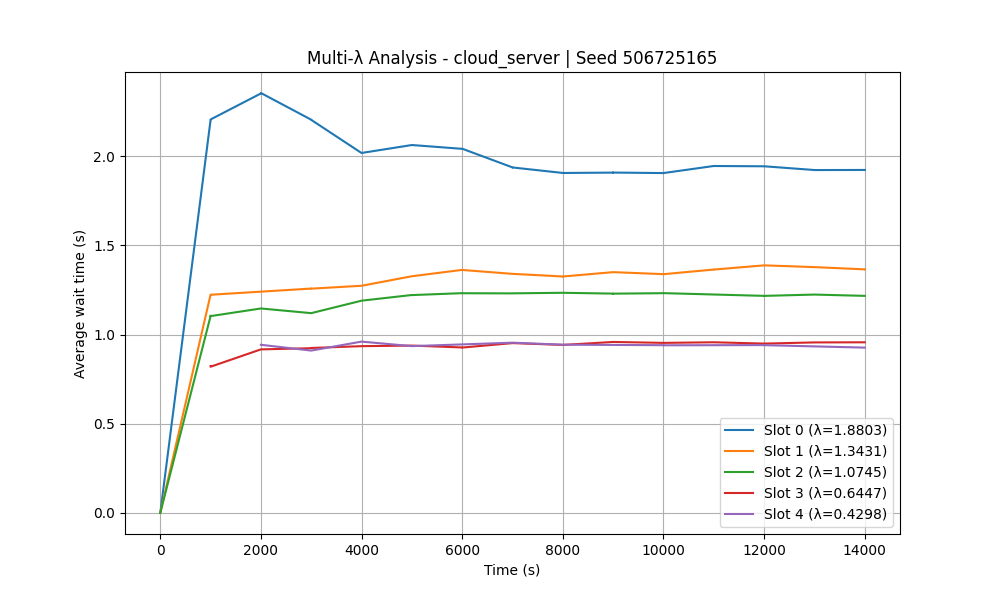 Multi-λ Analysis - cloud_server | Seed 506725165
Average wait time (s)
2.0
1.5
1.0
0.5
0.0
Slot 0 (λ=1.8803)
Slot 1 (λ=1.3431)
Slot 2 (λ=1.0745)
Slot 3 (λ=0.6447)
Slot 4 (λ=0.4298)
0 2000 4000 6000 8000 10000 12000 14000
Time (s)